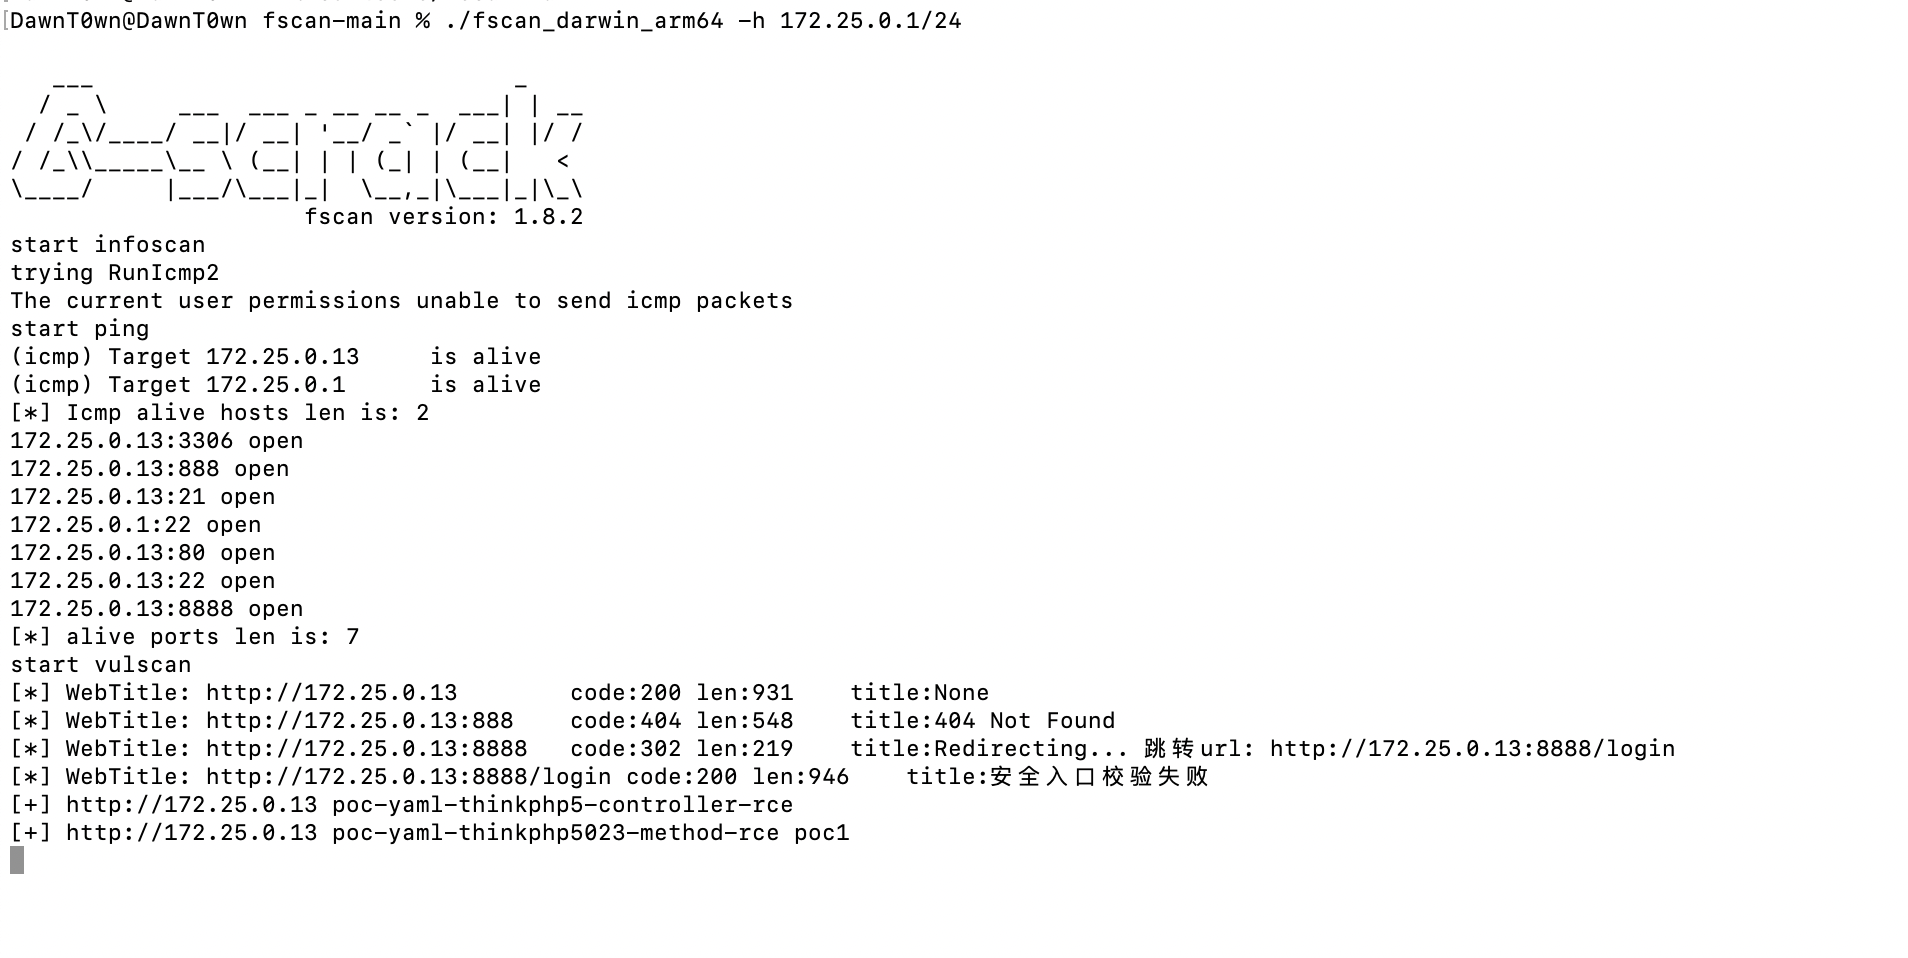 [DawnT0wn@DawnT0wn fscan-main % ./fscan_darwin_arm64 -h 172.25.0.1/24
   ___                              _
  / _ \     ___  ___ _ __ __ _  ___| | __
 / /_\/____/ __|/ __| '__/ _` |/ __| |/ /
/ /_\\_____\__ \ (__| | | (_| | (__|   <
\____/     |___/\___|_|  \__,_|\___|_|\_\
                     fscan version: 1.8.2
start infoscan
trying RunIcmp2
The current user permissions unable to send icmp packets
start ping
(icmp) Target 172.25.0.13     is alive
(icmp) Target 172.25.0.1      is alive
[*] Icmp alive hosts len is: 2
172.25.0.13:3306 open
172.25.0.13:888 open
172.25.0.13:21 open
172.25.0.1:22 open
172.25.0.13:80 open
172.25.0.13:22 open
172.25.0.13:8888 open
[*] alive ports len is: 7
start vulscan
[*] WebTitle: http://172.25.0.13        code:200 len:931    title:None
[*] WebTitle: http://172.25.0.13:888    code:404 len:548    title:404 Not Found
[*] WebTitle: http://172.25.0.13:8888   code:302 len:219    title:Redirecting... 跳转url: http://172.25.0.13:8888/login
[*] WebTitle: http://172.25.0.13:8888/login code:200 len:946    title:安全入口校验失败
[+] http://172.25.0.13 poc-yaml-thinkphp5-controller-rce
[+] http://172.25.0.13 poc-yaml-thinkphp5023-method-rce poc1